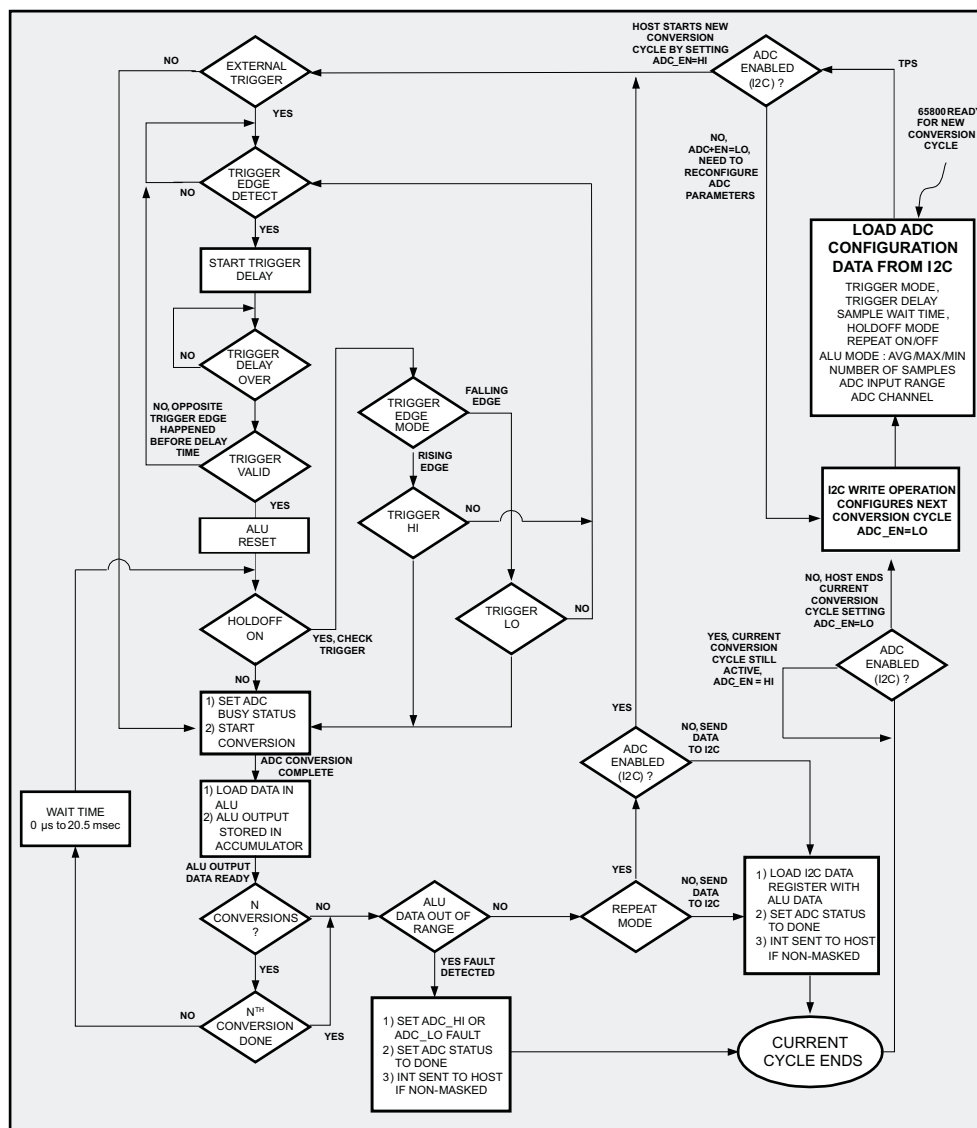 HOST STARTS NEW
CONVERSION
CYCLE BY SETTING
ADC_EN=HI
NO
EXTERNAL
TRIGGER
YES
ADC
ENABLED
(I2C) ?
TPS
65800 READY
FOR NEW
CONVERSION
CYCLE
NO,
ADC+EN=LO,
NEED TO
RECONFIGURE
ADC
PARAMETERS
TRIGGER
EDGE
DETECT
NO
YES
START TRIGGER
DELAY
LOAD ADC
CONFIGURATION
DATA FROM I2C
TRIGGER MODE,
TRIGGER DELAY
SAMPLE WAIT TIME,
HOLDOFF MODE
REPEAT ON/OFF
ALU MODE : AVG/MAX/MIN
NUMBER OF SAMPLES
ADC INPUT RANGE
ADC CHANNEL
TRIGGER
DELAY
OVER
NO
NO, OPPOSITE
TRIGGER EDGE
HAPPENED
BEFORE DELAY
TIME
TRIGGER
VALID
YES
TRIGGER
EDGE
MODE
FALLING
EDGE
RISING
EDGE
TRIGGER
HI
NO
ALU
RESET
I2C WRITE OPERATION
CONFIGURES NEXT
CONVERSION CYCLE
ADC_EN=LO
HOLDOFF
ON
YES, CHECK
TRIGGER
NO
TRIGGER
LO
NO
NO, HOST ENDS
CURRENT
CONVERSION
CYCLE SETTING
ADC_EN=LO
YES, CURRENT
CONVERSION
CYCLE STILL
ACTIVE,
ADC_EN = HI
ADC
ENABLED
(I2C) ?
1) SET ADC
BUSY STATUS
2) START
CONVERSION
ADC CONVERSION
COMPLETE
YES
ADC
ENABLED
(I2C) ?
NO, SEND
DATA
TO I2C
WAIT TIME
0 µs to 20.5 msec
1) LOAD DATA IN
ALU
2) ALU OUTPUT
STORED IN
ACCUMULATOR
ALU OUTPUT
DATA READY
N
CONVERSIONS
?
NO
YES
ALU
DATA OUT OF
RANGE
NO
YES FAULT
DETECTED
YES
REPEAT
MODE
NO, SEND
DATA
TO I2C
1) LOAD I2C DATA
REGISTER WITH
ALU DATA
2) SET ADC STATUS
TO DONE
3) INT SENT TO HOST
IF NON-MASKED
NO
NTH
CONVERSION
DONE
YES
1) SET ADC_HI OR
ADC_LO FAULT
2) SET ADC STATUS
TO DONE
3) INT SENT TO HOST
IF NON-MASKED
CURRENT
CYCLE ENDS